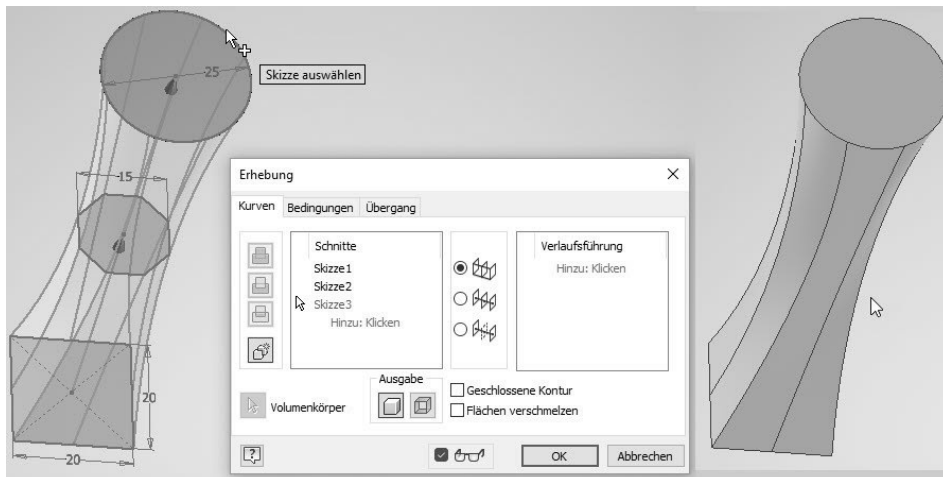 25
Skizze auswählen
15
20
20
Erhebung
Kurven Bedingungen Übergang
Schnitte
Skizze1
Skizze2
Skizze3
Hinzu: Klicken
Verlaufsführung
Hinzu: Klicken
Volumenkörper
Ausgabe
Geschlossene Kontur
Flächen verschmelzen
?
OK Abbrechen